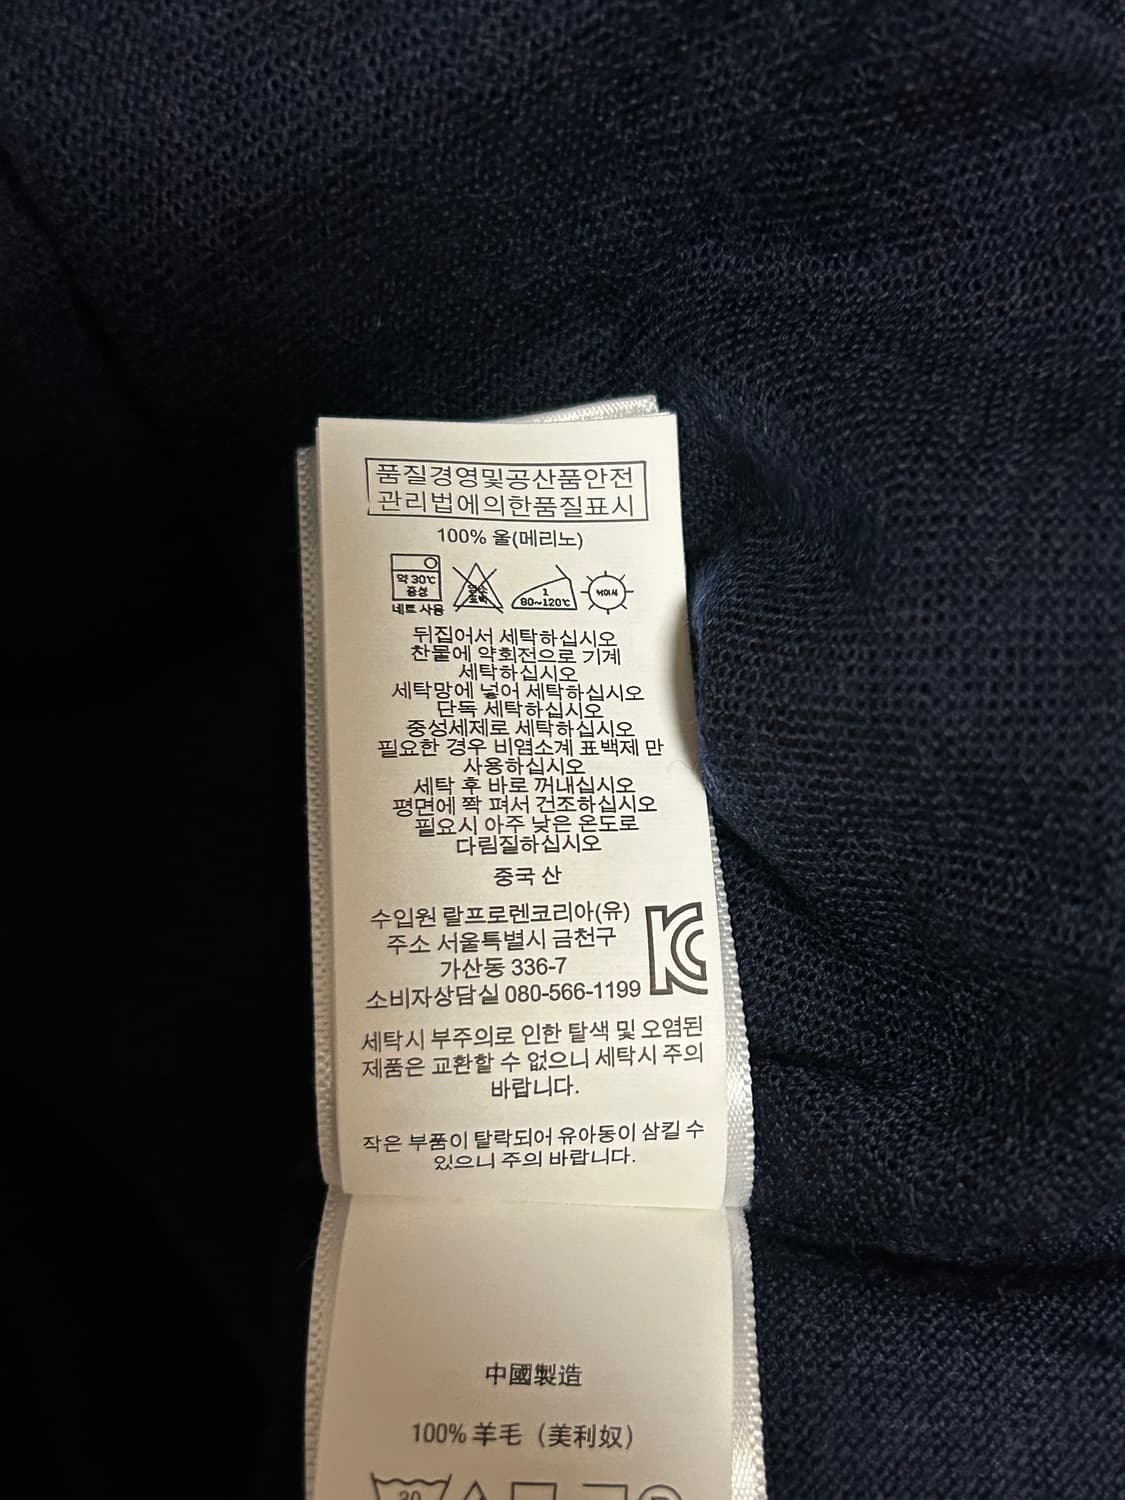 품질경영및공산품안전
관리법에의한품질표시
100% 울(메리노)
약 30℃
중성
네트 사용
염소
표백
1
80~120℃
뉘어서
뒤집어서 세탁하십시오
찬물에 약회전으로 기계
세탁하십시오
세탁망에 넣어 세탁하십시오
단독 세탁하십시오
중성세제로 세탁하십시오
필요한 경우 비염소계 표백제 만
사용하십시오
세탁 후 바로 꺼내십시오
평면에 쫙 펴서 건조하십시오
필요시 아주 낮은 온도로
다림질하십시오
중국 산
수입원 랄프로렌코리아(유)
주소 서울특별시 금천구
가산동 336-7
소비자상담실 080-566-1199
KC
세탁시 부주의로 인한 탈색 및 오염된
제품은 교환할 수 없으니 세탁시 주의
바랍니다.
작은 부품이 탈락되어 유아동이 삼킬 수
있으니 주의 바랍니다.
中國製造
100% 羊毛（美利奴）
30